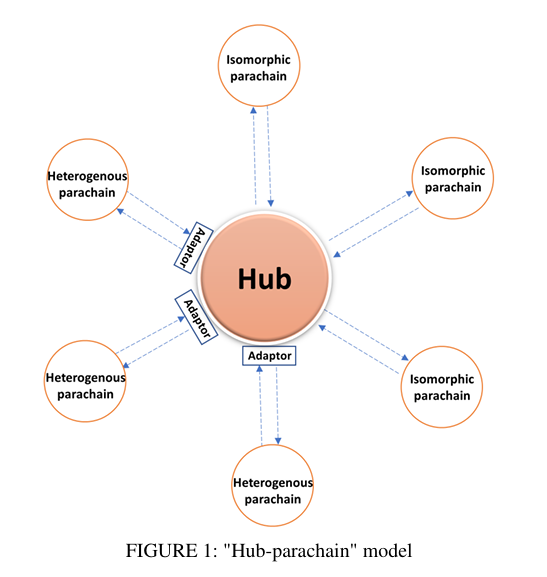 Isomorphic
parachain
Heterogenous
parachain
Isomorphic
parachain
Adaptor
Hub
Adaptor
Adaptor
Heterogenous
parachain
Isomorphic
parachain
Heterogenous
parachain
FIGURE 1: "Hub-parachain" model